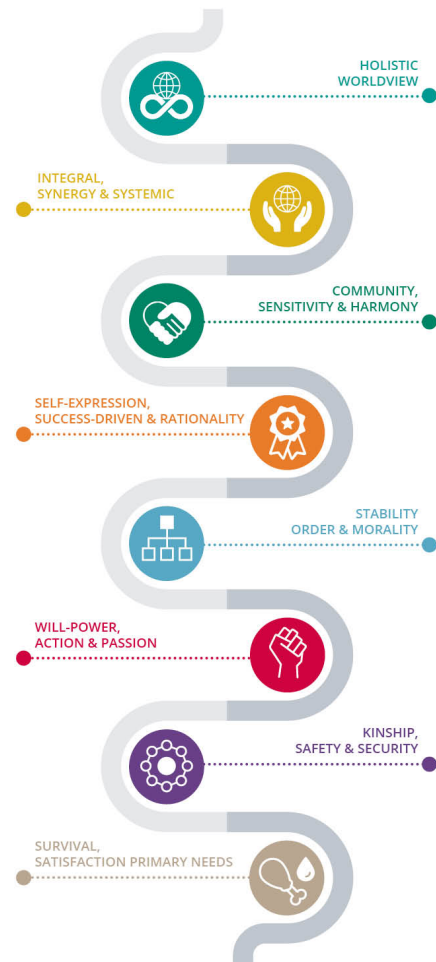 HOLISTIC
WORLDVIEW
INTEGRAL,
SYNERGY & SYSTEMIC
COMMUNITY,
SENSITIVITY & HARMONY
SELF-EXPRESSION,
SUCCESS-DRIVEN & RATIONALITY
STABILITY
ORDER & MORALITY
WILL-POWER,
ACTION & PASSION
KINSHIP,
SAFETY & SECURITY
SURVIVAL,
SATISFACTION PRIMARY NEEDS